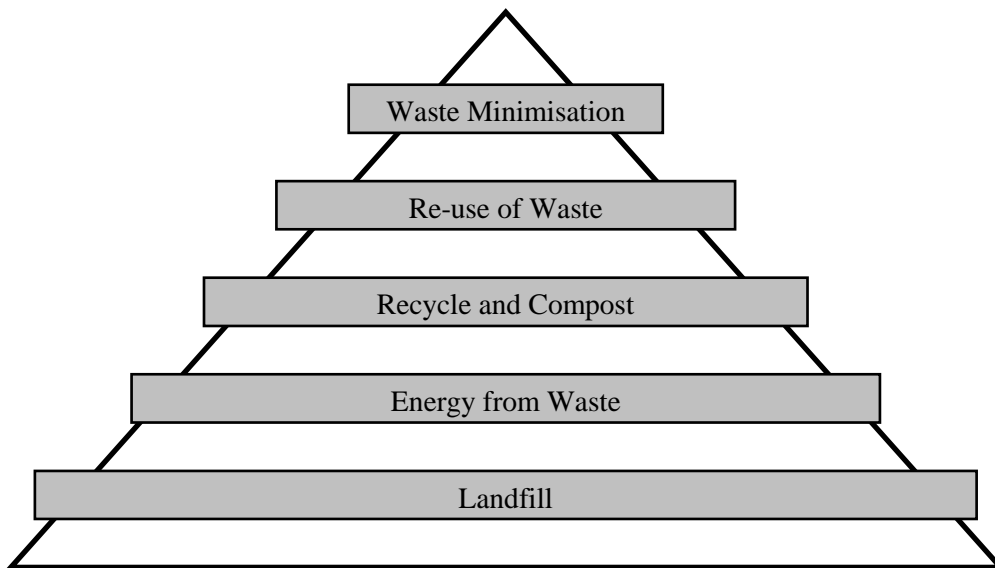 Waste Minimisation
Re-use of Waste
Recycle and Compost
Energy from Waste
Landfill